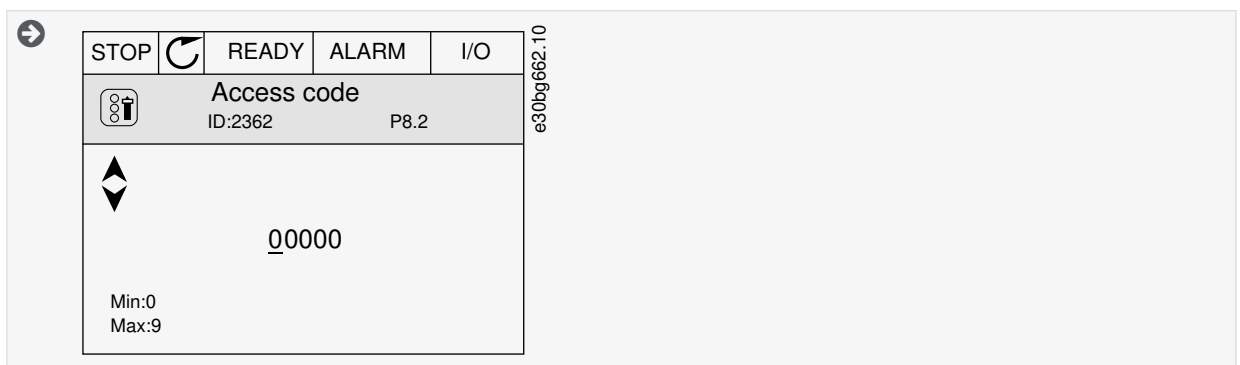 STOP READY ALARM I/O
Access code
ID:2362 P8.2
00000
Min:0
Max:9
e30bg662.10